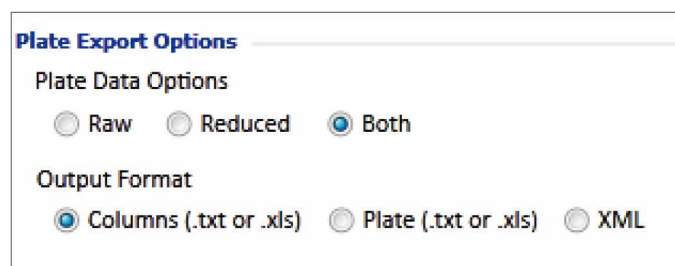 Plate Export Options
Plate Data Options
Raw Reduced Both
Output Format
Columns (.txt or .xls) Plate (.txt or .xls) XML